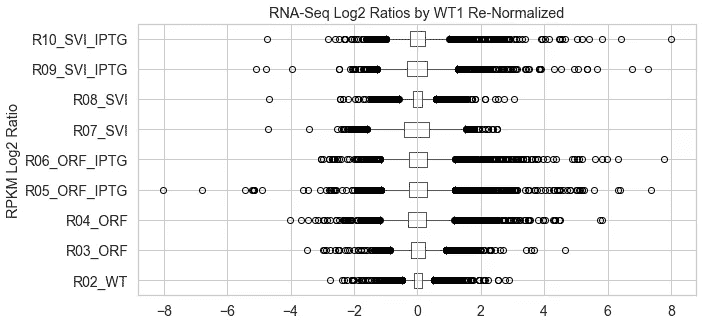 RNA-Seq Log2 Ratios by WT1 Re-Normalized
RPKM Log2 Ratio
R10_SVI_IPTG
R09_SVI_IPTG
R08_SVI
R07_SVI
R06_ORF_IPTG
R05_ORF_IPTG
R04_ORF
R03_ORF
R02_WT
−8 −6 −4 −2 0 2 4 6 8